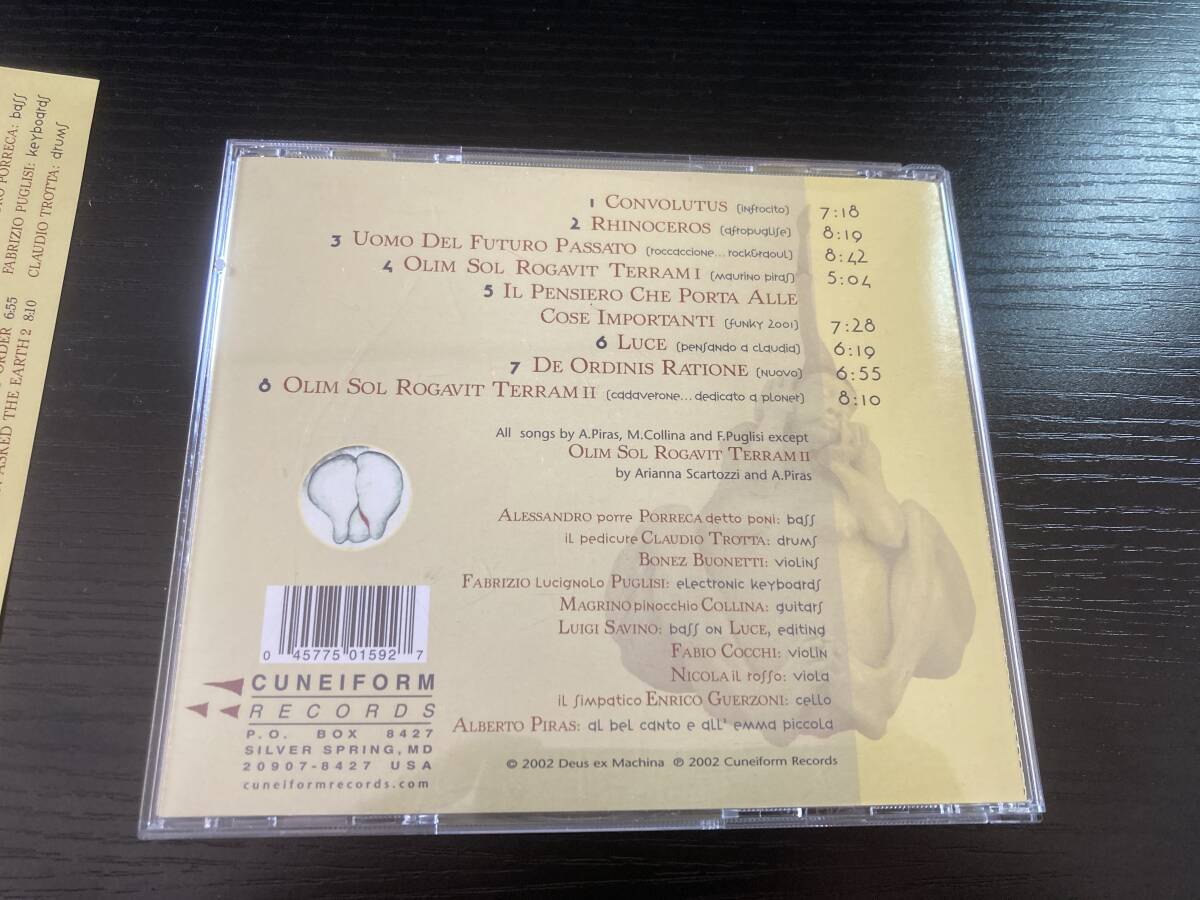 ORO PORRECA: bass
FABRIZIO PUGLISI: keyboards
CLAUDIO TROTTA: drums
ORDER 6:55
ASKED THE EARTH 2 8:10
1 CONVOLUTUS (infrocito) 7:18
2 RHINOCEROS (afropuglise) 8:19
3 UOMO DEL FUTURO PASSATO (roccaccione... rock&raoul) 8:42
4 OLIM SOL ROGAVIT TERRAM I (maurino piras) 5:04
5 IL PENSIERO CHE PORTA ALLE
COSE IMPORTANTI (funky 2001) 7:28
6 LUCE (pensando a claudia) 6:19
7 DE ORDINIS RATIONE (nuovo) 6:55
8 OLIM SOL ROGAVIT TERRAM II (cadaverone... dedicato a ploner) 8:10
All songs by A.Piras, M.Collina and F.Puglisi except
OLIM SOL ROGAVIT TERRAM II
by Arianna Scartozzi and A.Piras
ALESSANDRO porre PORRECA detto poni: bass
il pedicure CLAUDIO TROTTA: drums
BONEZ BUONETTI: violins
FABRIZIO Lucignolo PUGLISI: electronic keyboards
MAGRINO pinocchio COLLINA: guitars
LUIGI SAVINO: bass on LUCE, editing
FABIO COCCHI: violin
NICOLA il rosso: viola
il simpatico ENRICO GUERZONI: cello
ALBERTO PIRAS: al bel canto e all' emma piccola
© 2002 Deus ex Machina ℗ 2002 Cuneiform Records
0 45775 01592 7
CUNEIFORM
RECORDS
P.O. BOX 8427
SILVER SPRING, MD
20907-8427 USA
cuneiformrecords.com